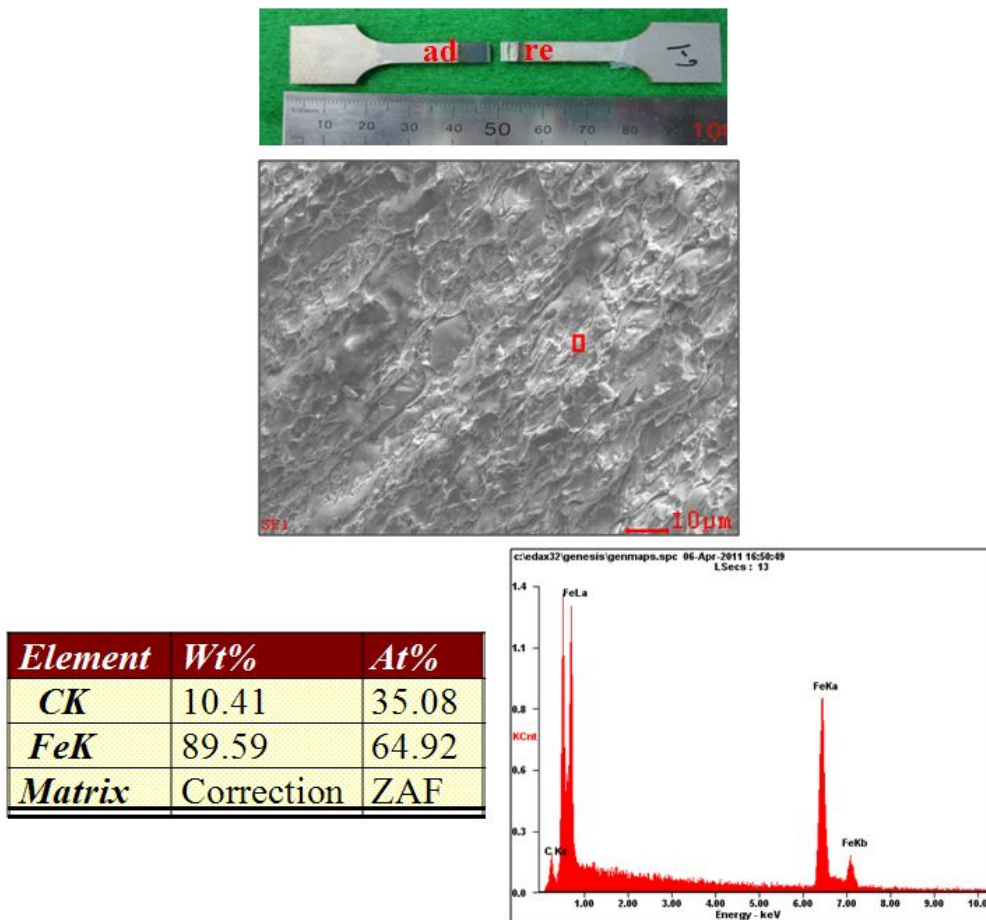 ad re
10 20 30 40 50 60 70 80 90 10
SE1 10µm
Element Wt% At%
CK 10.41 35.08
FeK 89.59 64.92
Matrix Correction ZAF
c:\edax32\genesis\genmaps.spc 06-Apr-2011 16:50:49
LSecs : 13
1.4
FeLa
1.1
FeKa
0.8
KCnt
0.6
0.3
FeKb
C Ka
0.0
1.00 2.00 3.00 4.00 5.00 6.00 7.00 8.00 9.00 10.0
Energy - keV